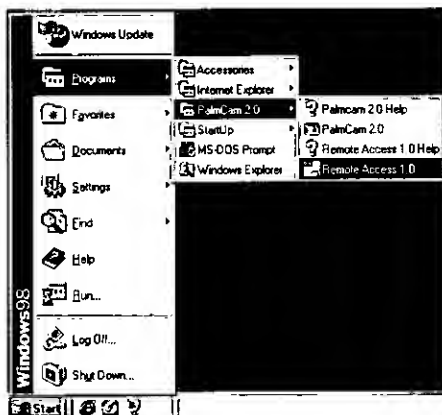 Windows Update
Programs
Favorites
Documents
Settings
Find
Help
Run...
Log Off...
Shut Down...
Windows98
Start
Accessories
Internet Explorer
PalmCam 2.0
StartUp
MS-DOS Prompt
Windows Explorer
Palmcam 2.0 Help
PalmCam 2.0
Remote Access 1.0 Help
Remote Access 1.0